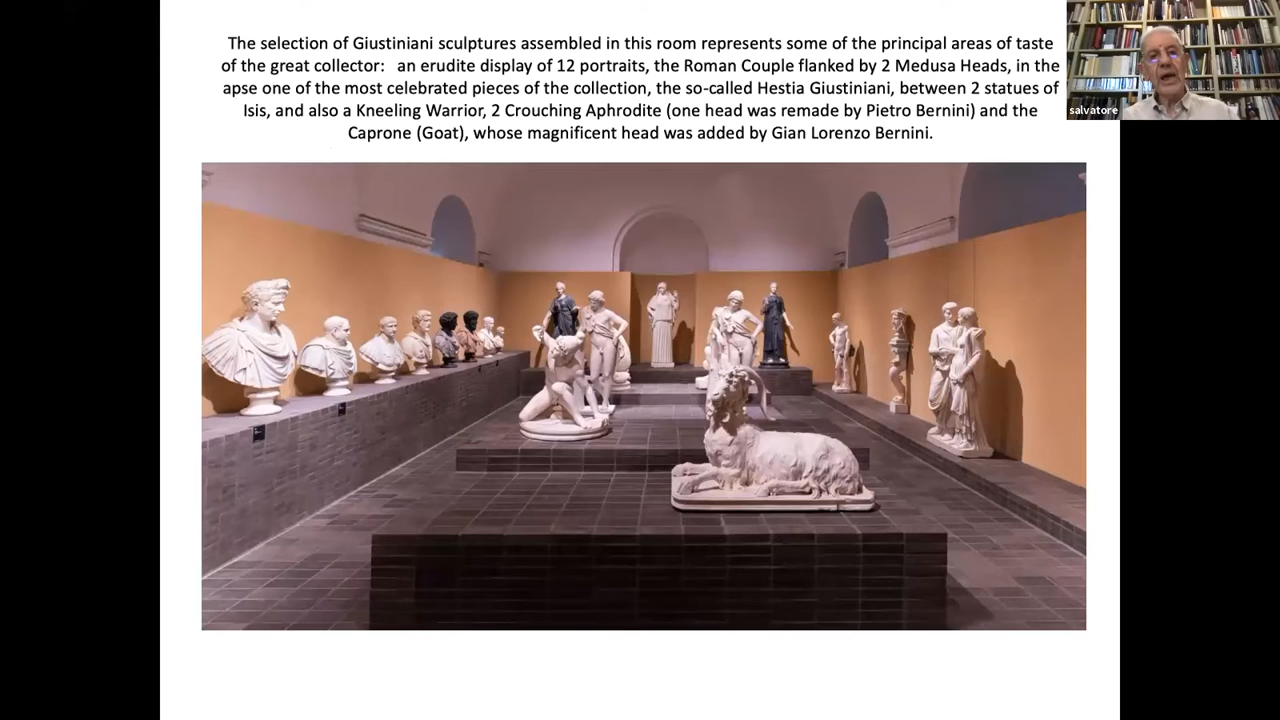 The selection of Giustiniani sculptures assembled in this room represents some of the principal areas of taste
of the great collector:   an rudite display of 12 portraits, the Roman Couple flanked by 2 Medusa Heads, in the
apse one of the most celebrated pieces of the collection, the so-called Hestia Giustiniani, between 2 statues of
Isis, and also a Kneeling Warrior, 2 Crouching Aphrodite (one head was remade by Pietro Bernini) and the
Caprone (Goat), whose magnificent head was added by Gian Lorenzo Bernini.
salvatore